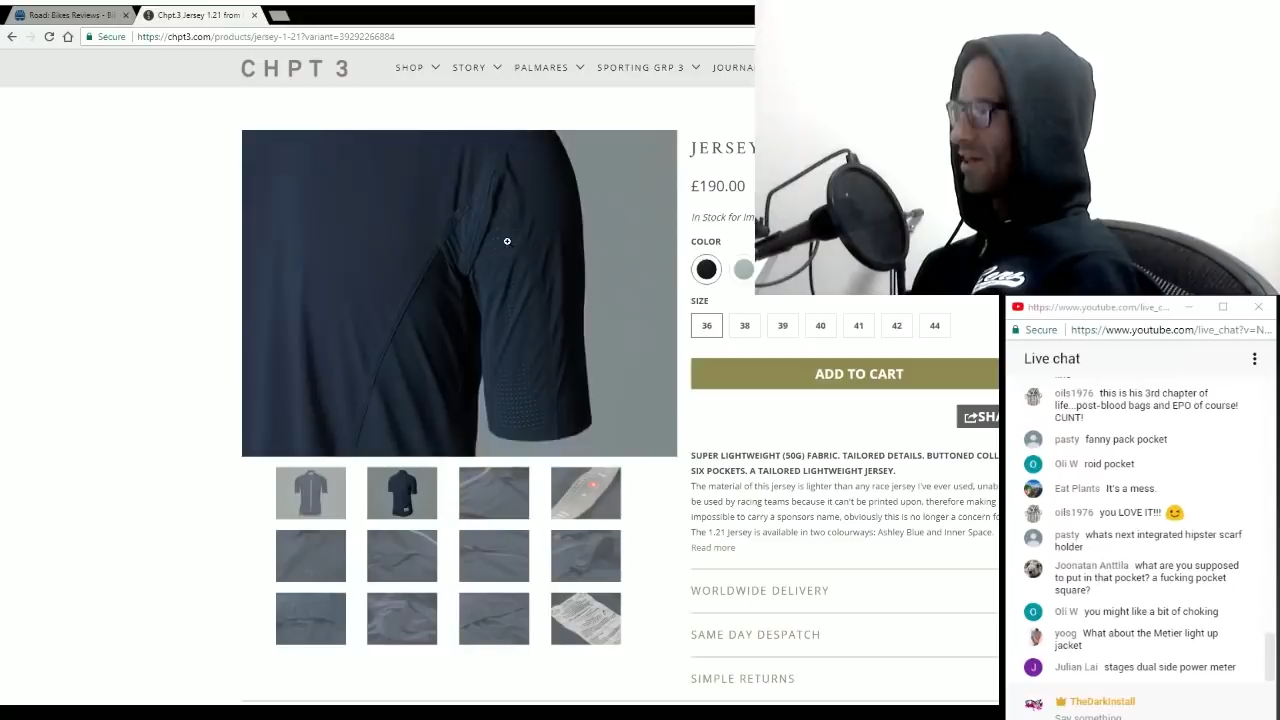 Road: Bikes Reviews - Bi
Chpt.3 Jersey 1.21 from
Secure
https://chpt3.com/products/jersey-1-21?variant=39292266884
CHPT 3
SHOP
STORY
PALMARES
SPORTING GRP 3
JOURNA
JERSEY
£190.00
In Stock for Im
COLOR
SIZE
36 38 39 40 41 42 44
ADD TO CART
SHA
SUPER LIGHTWEIGHT (50G) FABRIC. TAILORED DETAILS. BUTTONED COLL
SIX POCKETS. A TAILORED LIGHTWEIGHT JERSEY.
The material of this jersey is lighter than any race jersey I've ever used, unab
be used by racing teams because it can't be printed upon, therefore making
impossible to carry a sponsors name, obviously this is no longer a concern fo
The 1.21 Jersey is available in two colourways: Ashley Blue and Inner Space.
Read more
WORLDWIDE DELIVERY
SAME DAY DESPATCH
SIMPLE RETURNS
https://www.youtube.com/live_c...
Secure
https://www.youtube.com/live_chat?v=N...
Live chat
oils1976 this is his 3rd chapter of
life...post-blood bags and EPO of course!
CUNT!
pasty fanny pack pocket
Oli W roid pocket
Eat Plants It's a mess.
oils1976 you LOVE IT!!!
pasty whats next integrated hipster scarf
holder
Joonatan Anttila what are you supposed
to put in that pocket? a fucking pocket
square?
Oli W you might like a bit of choking
yoog What about the Metier light up
jacket
Julian Lai stages dual side power meter
TheDarkInstall
Say something